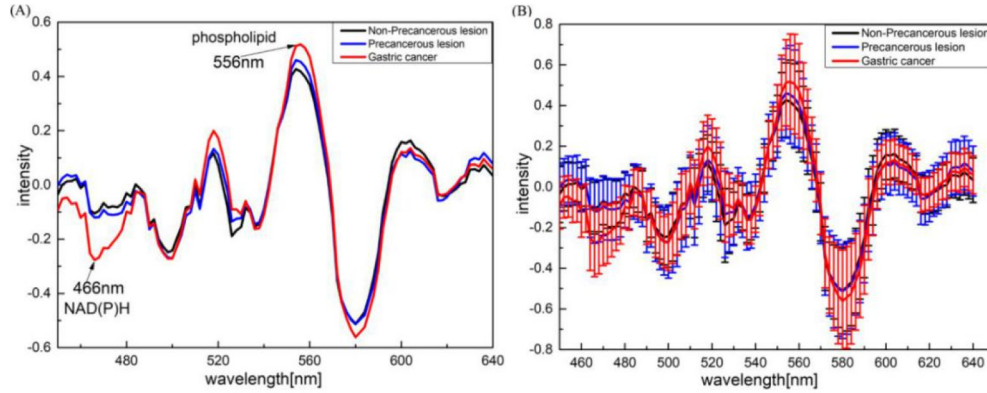 (A)
0.6
0.4
0.2
0.0
-0.2
-0.4
-0.6
intensity
phospholipid
556nm
466nm
NAD(P)H
Non-Precancerous lesion
Precancerous lesion
Gastric cancer
480
520
560
600
640
wavelength[nm]
(B)
0.8
0.6
0.4
0.2
0.0
-0.2
-0.4
-0.6
-0.8
intensity
Non-Precancerous lesion
Precancerous lesion
Gastric cancer
460
480
500
520
540
560
580
600
620
640
wavelength[nm]